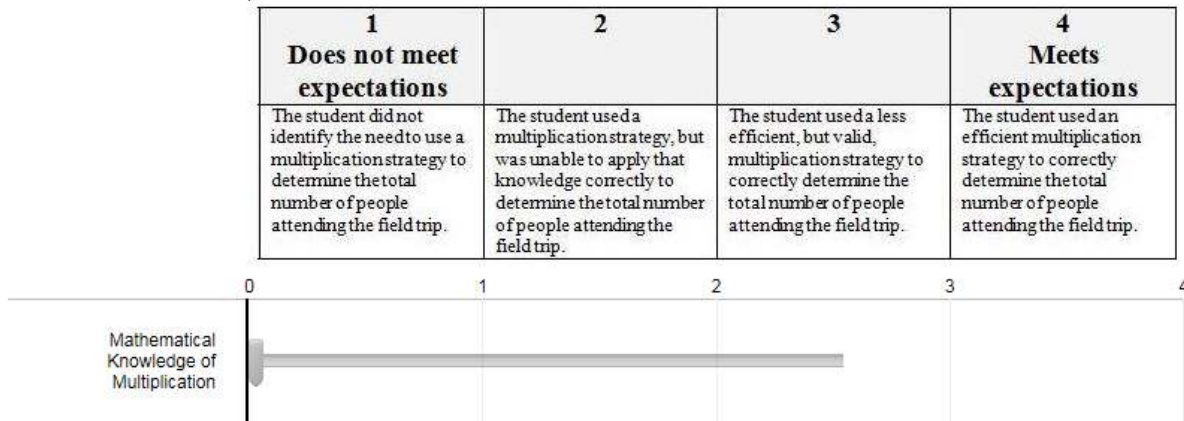 1
Does not meet
expectations
2
3
4
Meets
expectations
The student did not
identify the need to use a
multiplication strategy to
determine the total
number of people
attending the field trip.
The student used a
multiplication strategy, but
was unable to apply that
knowledge correctly to
determine the total number
of people attending the
field trip.
The student used a less
efficient, but valid,
multiplication strategy to
correctly determine the
total number of people
attending the field trip.
The student used an
efficient multiplication
strategy to correctly
determine the total
number of people
attending the field trip.
0 1 2 3 4
Mathematical
Knowledge of
Multiplication